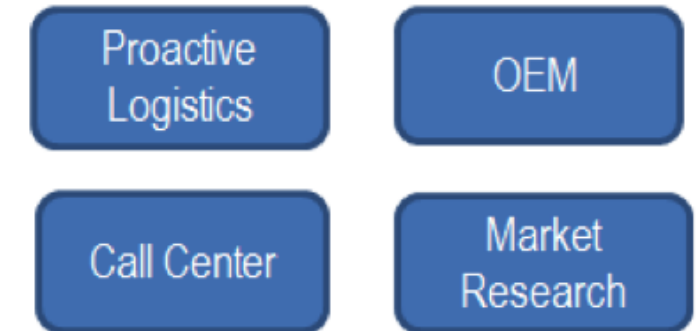 Proactive
Logistics
OEM
Call Center
Market
Research